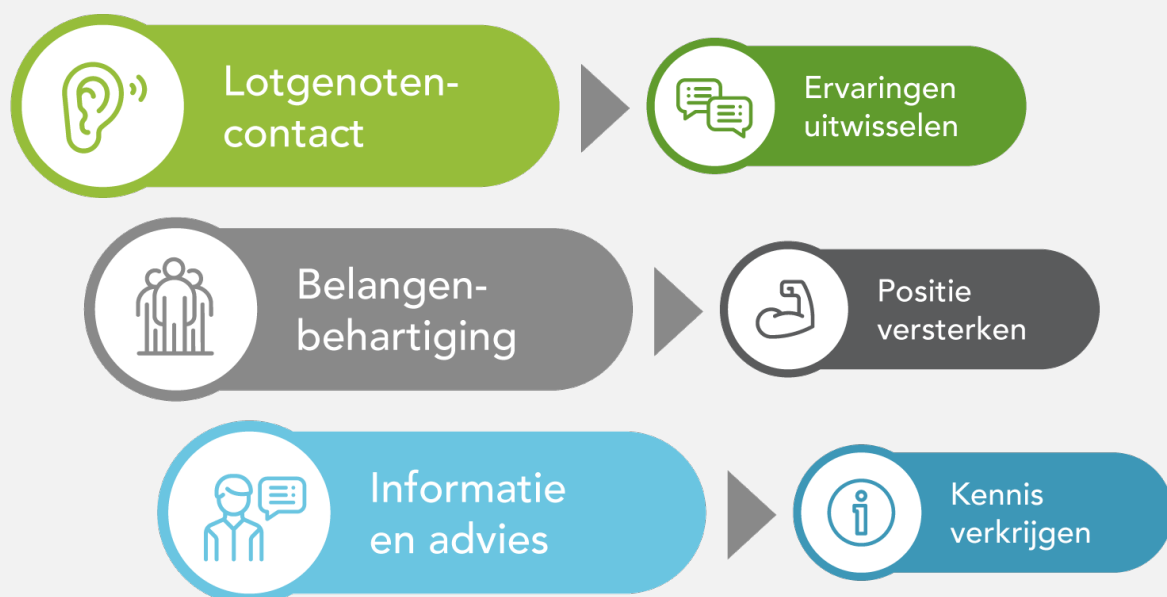 Lotgenoten-
contact
Ervaringen
uitwisselen
Belangen-
behartiging
Positie
versterken
Informatie
en advies
Kennis
verkrijgen